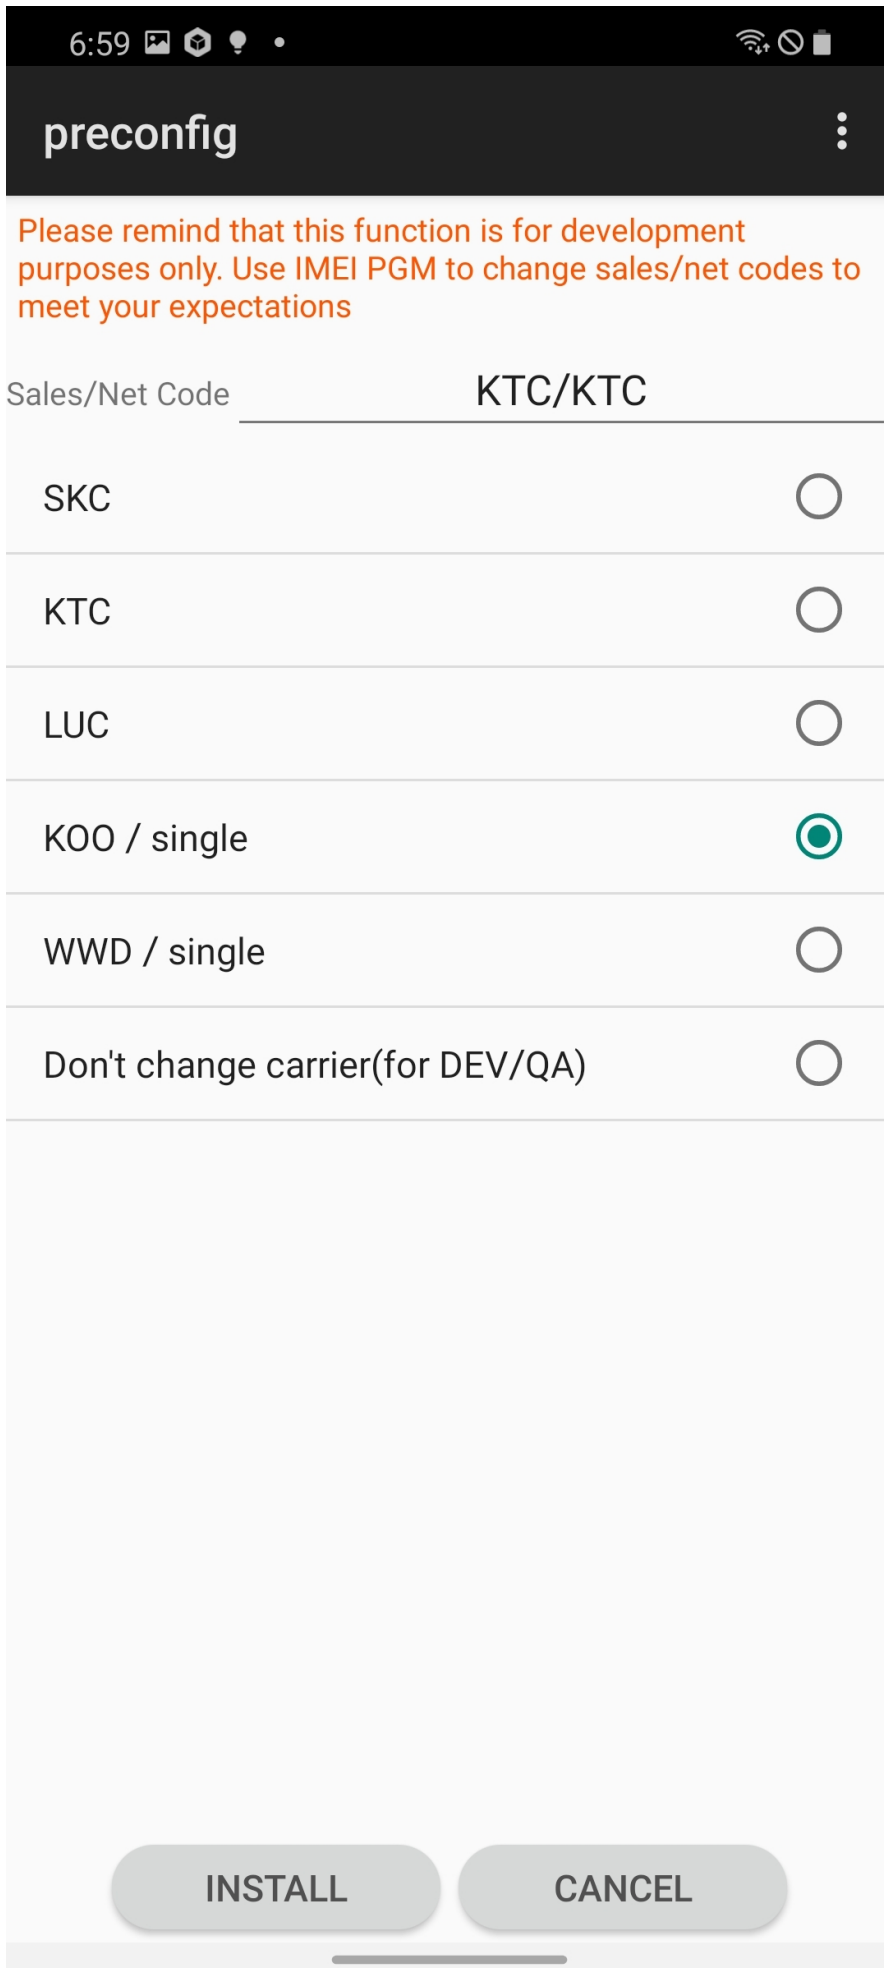 6:59
preconfig
Please remind that this function is for development
purposes only. Use IMEI PGM to change sales/net codes to
meet your expectations
Sales/Net Code KTC/KTC
SKC
KTC
LUC
KOO / single
WWD / single
Don't change carrier(for DEV/QA)
INSTALL CANCEL